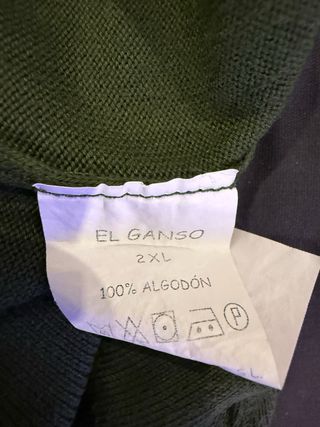 EL GANSO
2XL
100% ALGODÓN
P